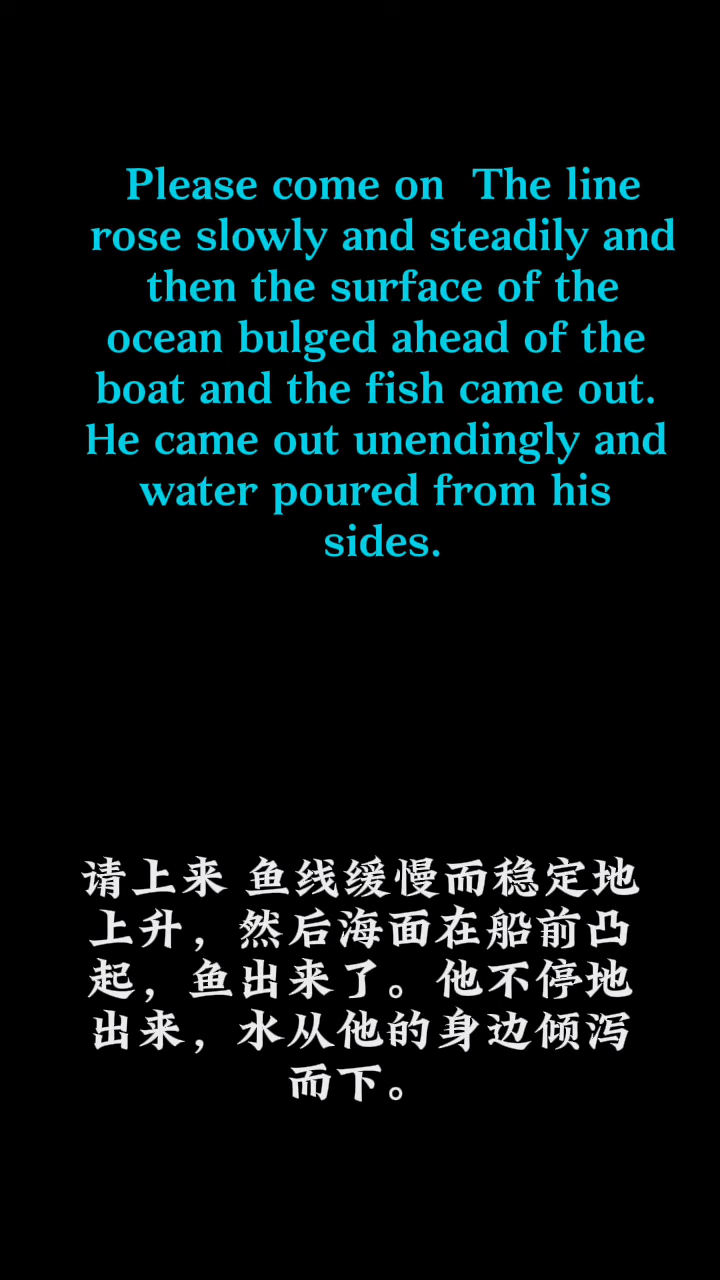 Please come on  The line
rose slowly and steadily and
then the surface of the
ocean bulged ahead of the
boat and the fish came out.
He came out unendingly and
water poured from his
sides.
请上来 鱼线缓慢而稳定地
上升，然后海面在船前凸
起，鱼出来了。他不停地
出来，水从他的身边倾泻
而下。